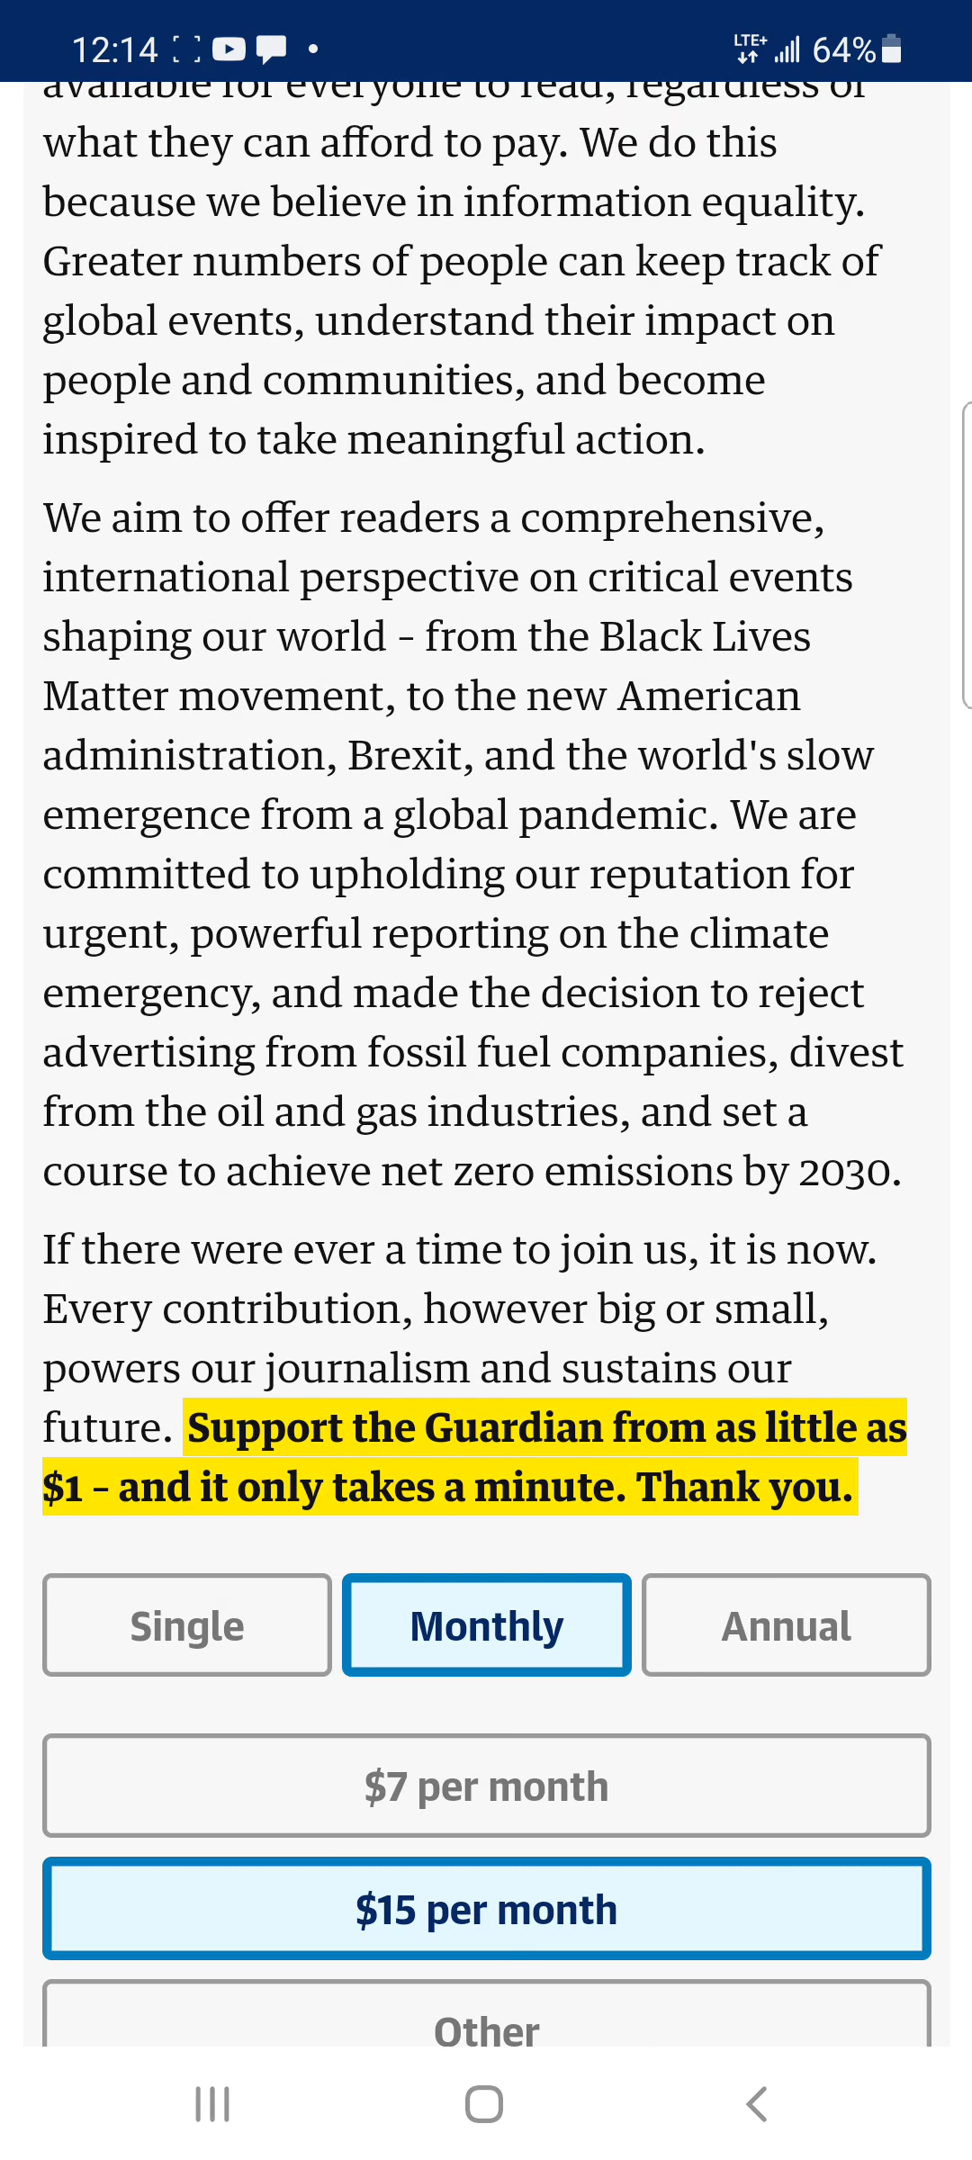 12:14
LTE+ 64%
available for everyone to read, regardless of
what they can afford to pay. We do this
because we believe in information equality.
Greater numbers of people can keep track of
global events, understand their impact on
people and communities, and become
inspired to take meaningful action.
We aim to offer readers a comprehensive,
international perspective on critical events
shaping our world - from the Black Lives
Matter movement, to the new American
administration, Brexit, and the world's slow
emergence from a global pandemic. We are
committed to upholding our reputation for
urgent, powerful reporting on the climate
emergency, and made the decision to reject
advertising from fossil fuel companies, divest
from the oil and gas industries, and set a
course to achieve net zero emissions by 2030.
If there were ever a time to join us, it is now.
Every contribution, however big or small,
powers our journalism and sustains our
future. Support the Guardian from as little as
$1 – and it only takes a minute. Thank you.
Single
Monthly
Annual
$7 per month
$15 per month
Other